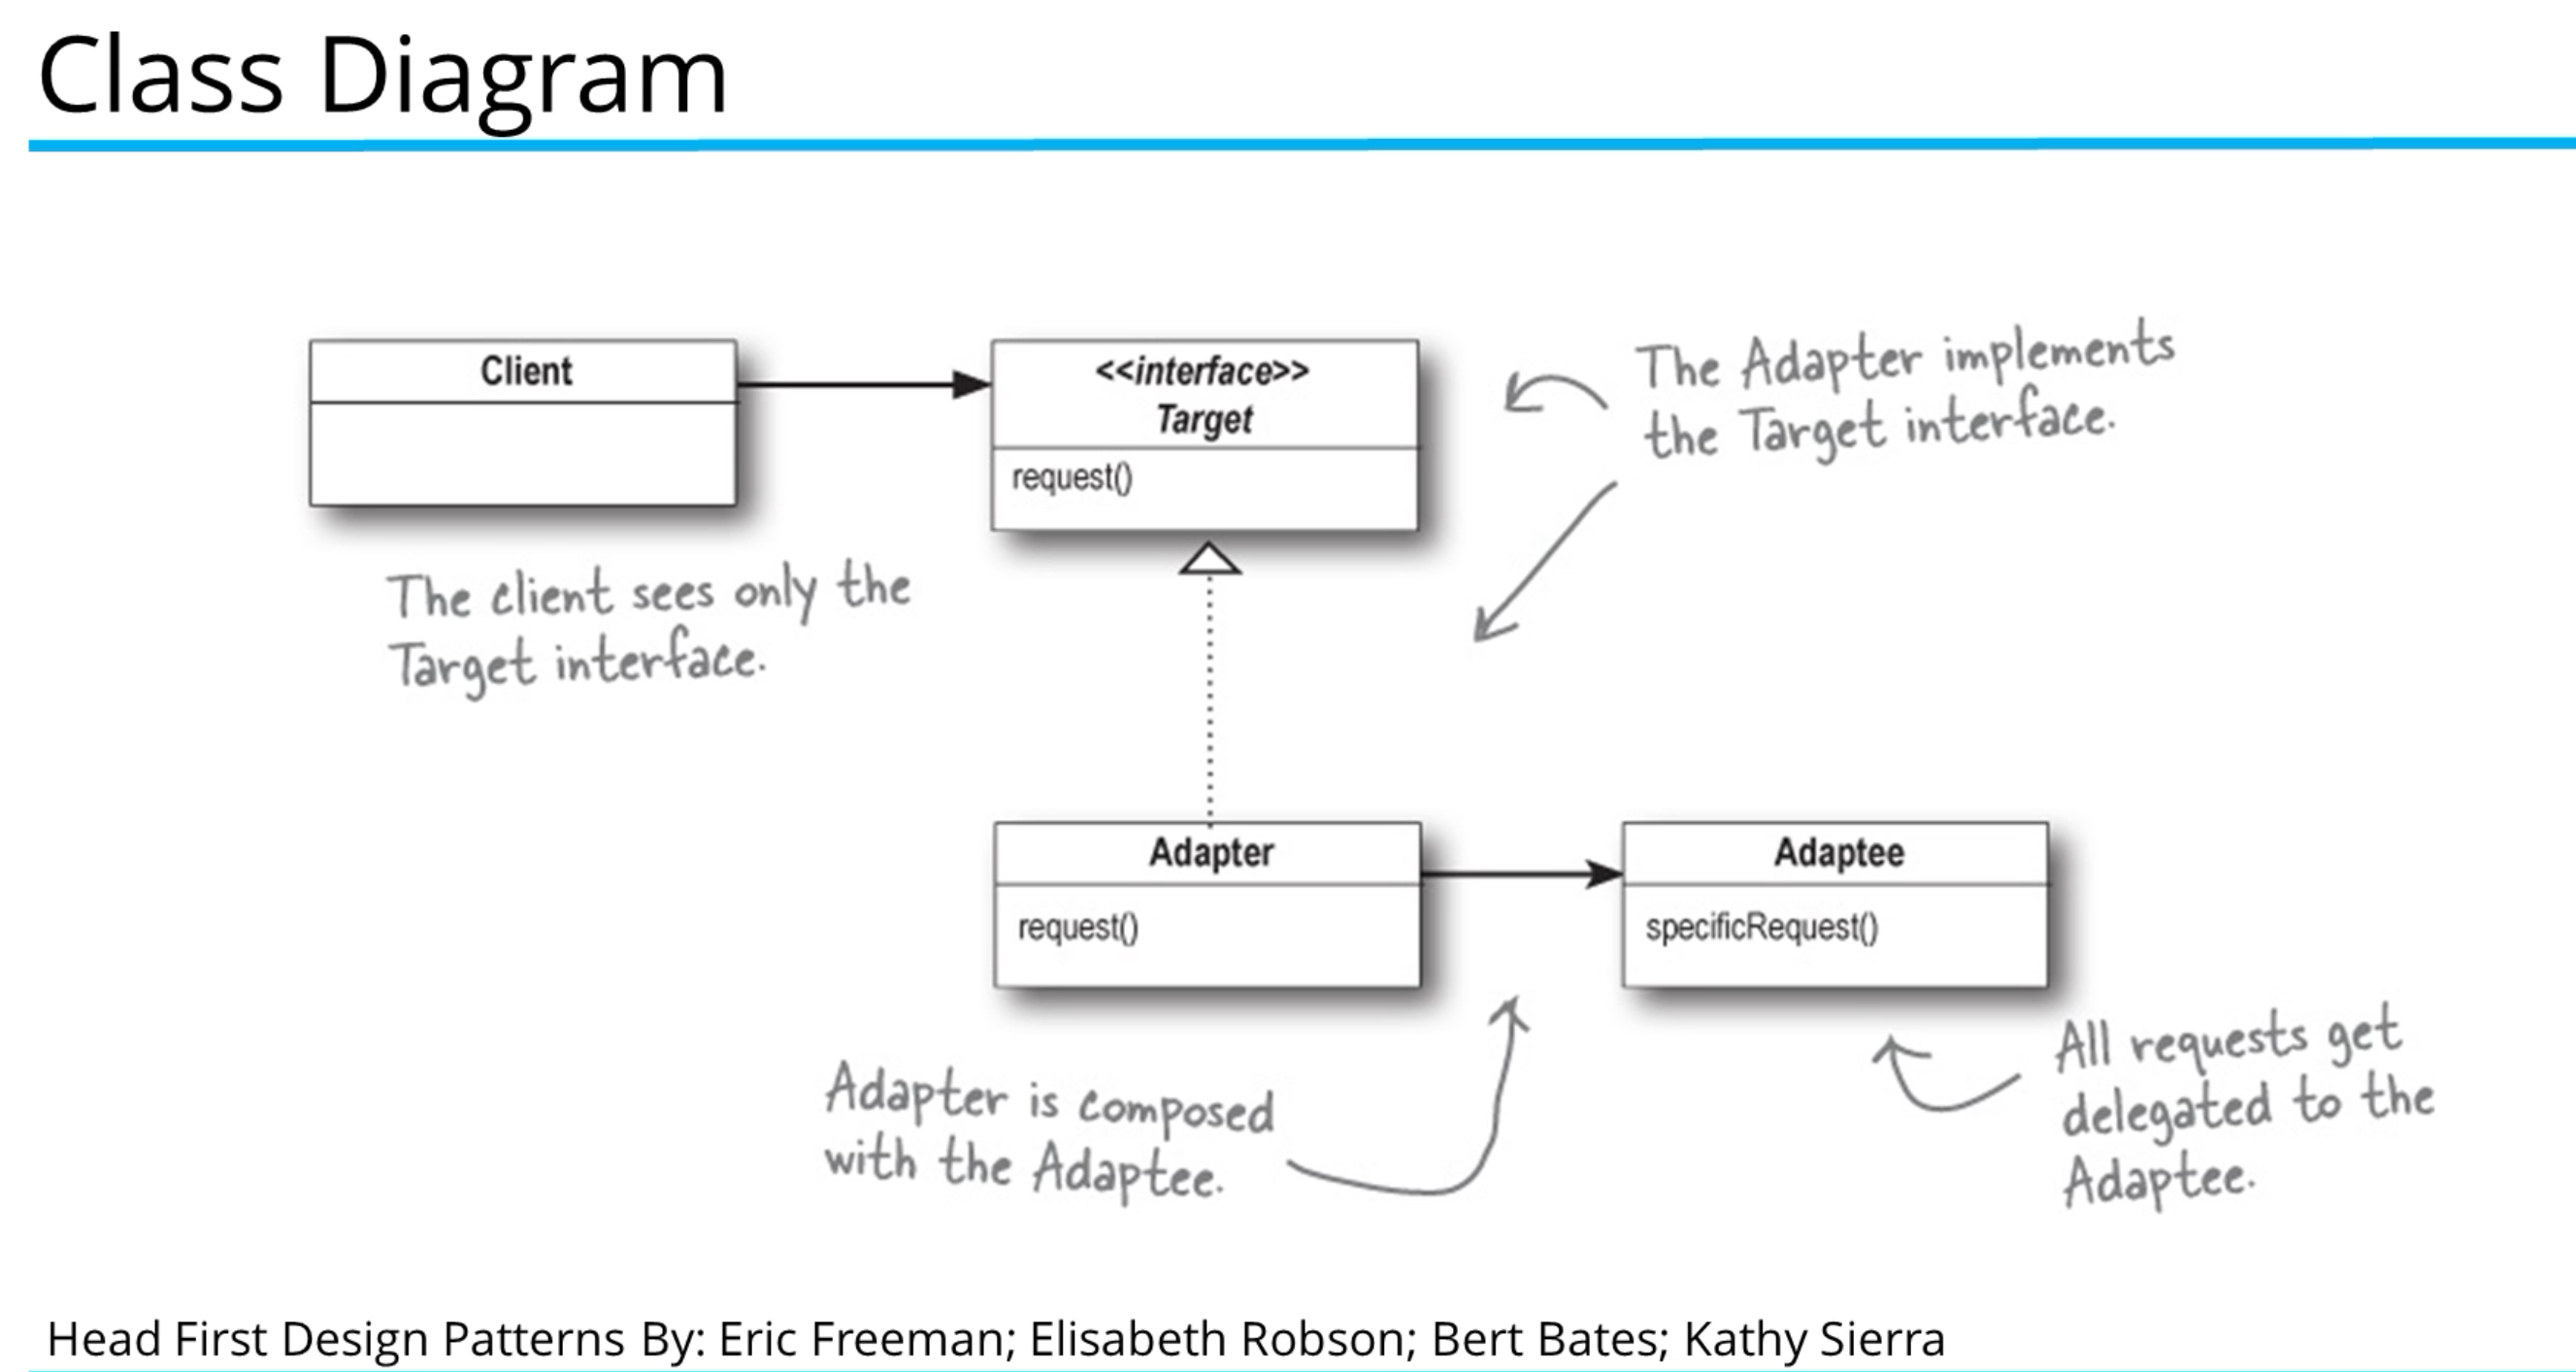 Class Diagram
Client
<<interface>>
Target
request()
The Adapter implements
the Target interface.
The client sees only the
Target interface.
Adapter
request()
Adaptee
specificRequest()
Adapter is composed
with the Adaptee.
All requests get
delegated to the
Adaptee.
Head First Design Patterns By: Eric Freeman; Elisabeth Robson; Bert Bates; Kathy Sierra